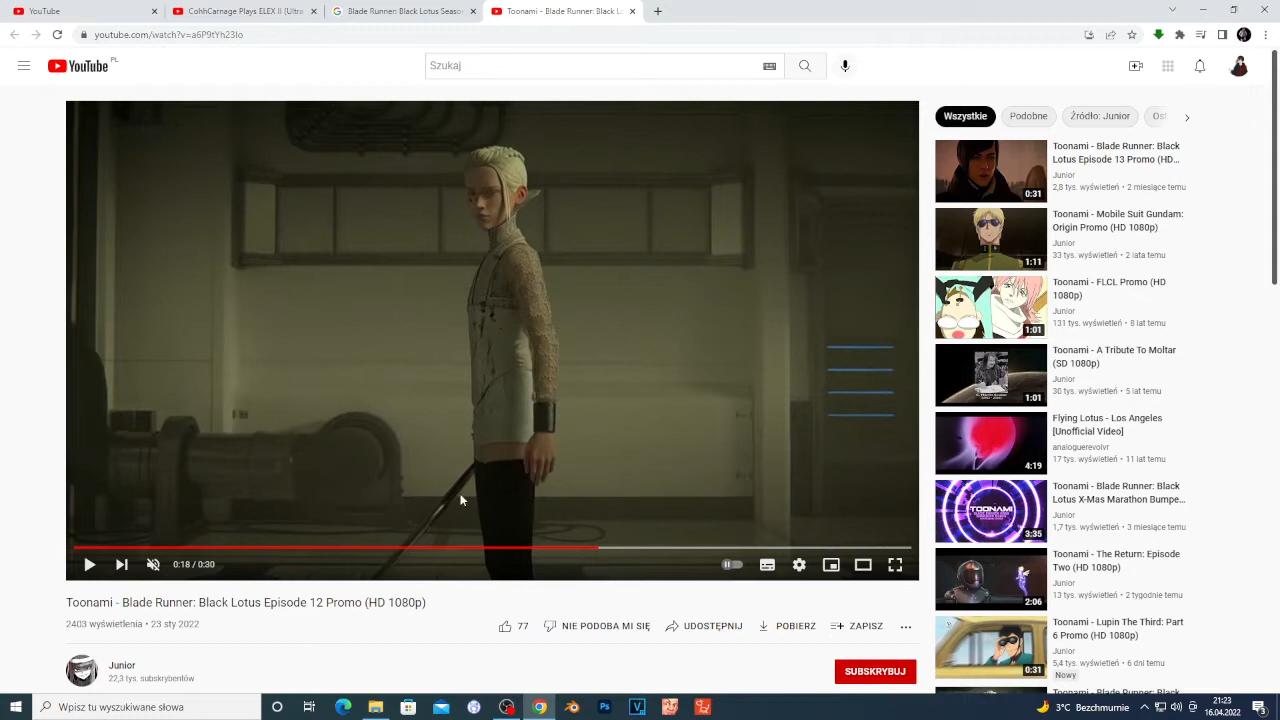 YouTube
CohhCarnage Plays ELEX II (Ultra
Blade Runner Black Lotus Season
Toonami - Blade Runner: Black Lo
youtube.com/watch?v=a6P9tYh23Io
YouTube PL
Szukaj
0:18 / 0:30
Toonami - Blade Runner: Black Lotus Episode 12 Promo (HD 1080p)
2403 wyświetlenia • 23 sty 2022
77
NIE PODOBA MI SIĘ
UDOSTĘPNIJ
POBIERZ
ZAPISZ
Junior
22,3 tys. subskrybentów
SUBSKRYBUJ
Wszystkie
Podobne
Źródło: Junior
Ost
0:31
Toonami - Blade Runner: Black
Lotus Episode 13 Promo (HD...
Junior
2,8 tys. wyświetleń • 2 miesiące temu
1:11
Toonami - Mobile Suit Gundam:
Origin Promo (HD 1080p)
Junior
33 tys. wyświetleń • 2 lata temu
1:01
Toonami - FLCL Promo (HD
1080p)
Junior
131 tys. wyświetleń • 8 lat temu
1:01
Toonami - A Tribute To Moltar
(SD 1080p)
Junior
30 tys. wyświetleń • 5 lat temu
4:19
Flying Lotus - Los Angeles
[Unofficial Video]
analoguerevolvr
17 tys. wyświetleń • 11 lat temu
TOONAMI
3:35
Toonami - Blade Runner: Black
Lotus X-Mas Marathon Bumpe...
Junior
1,7 tys. wyświetleń • 3 miesiące temu
2:06
Toonami - The Return: Episode
Two (HD 1080p)
Junior
13 tys. wyświetleń • 2 tygodnie temu
0:31
Toonami - Lupin The Third: Part
6 Promo (HD 1080p)
Junior
5,4 tys. wyświetleń • 6 dni temu
Nowy
Toonami - Blade Runner: Black
Wpisz tu wyszukiwane słowa
3°C Bezchmurnie
21:23
16.04.2022